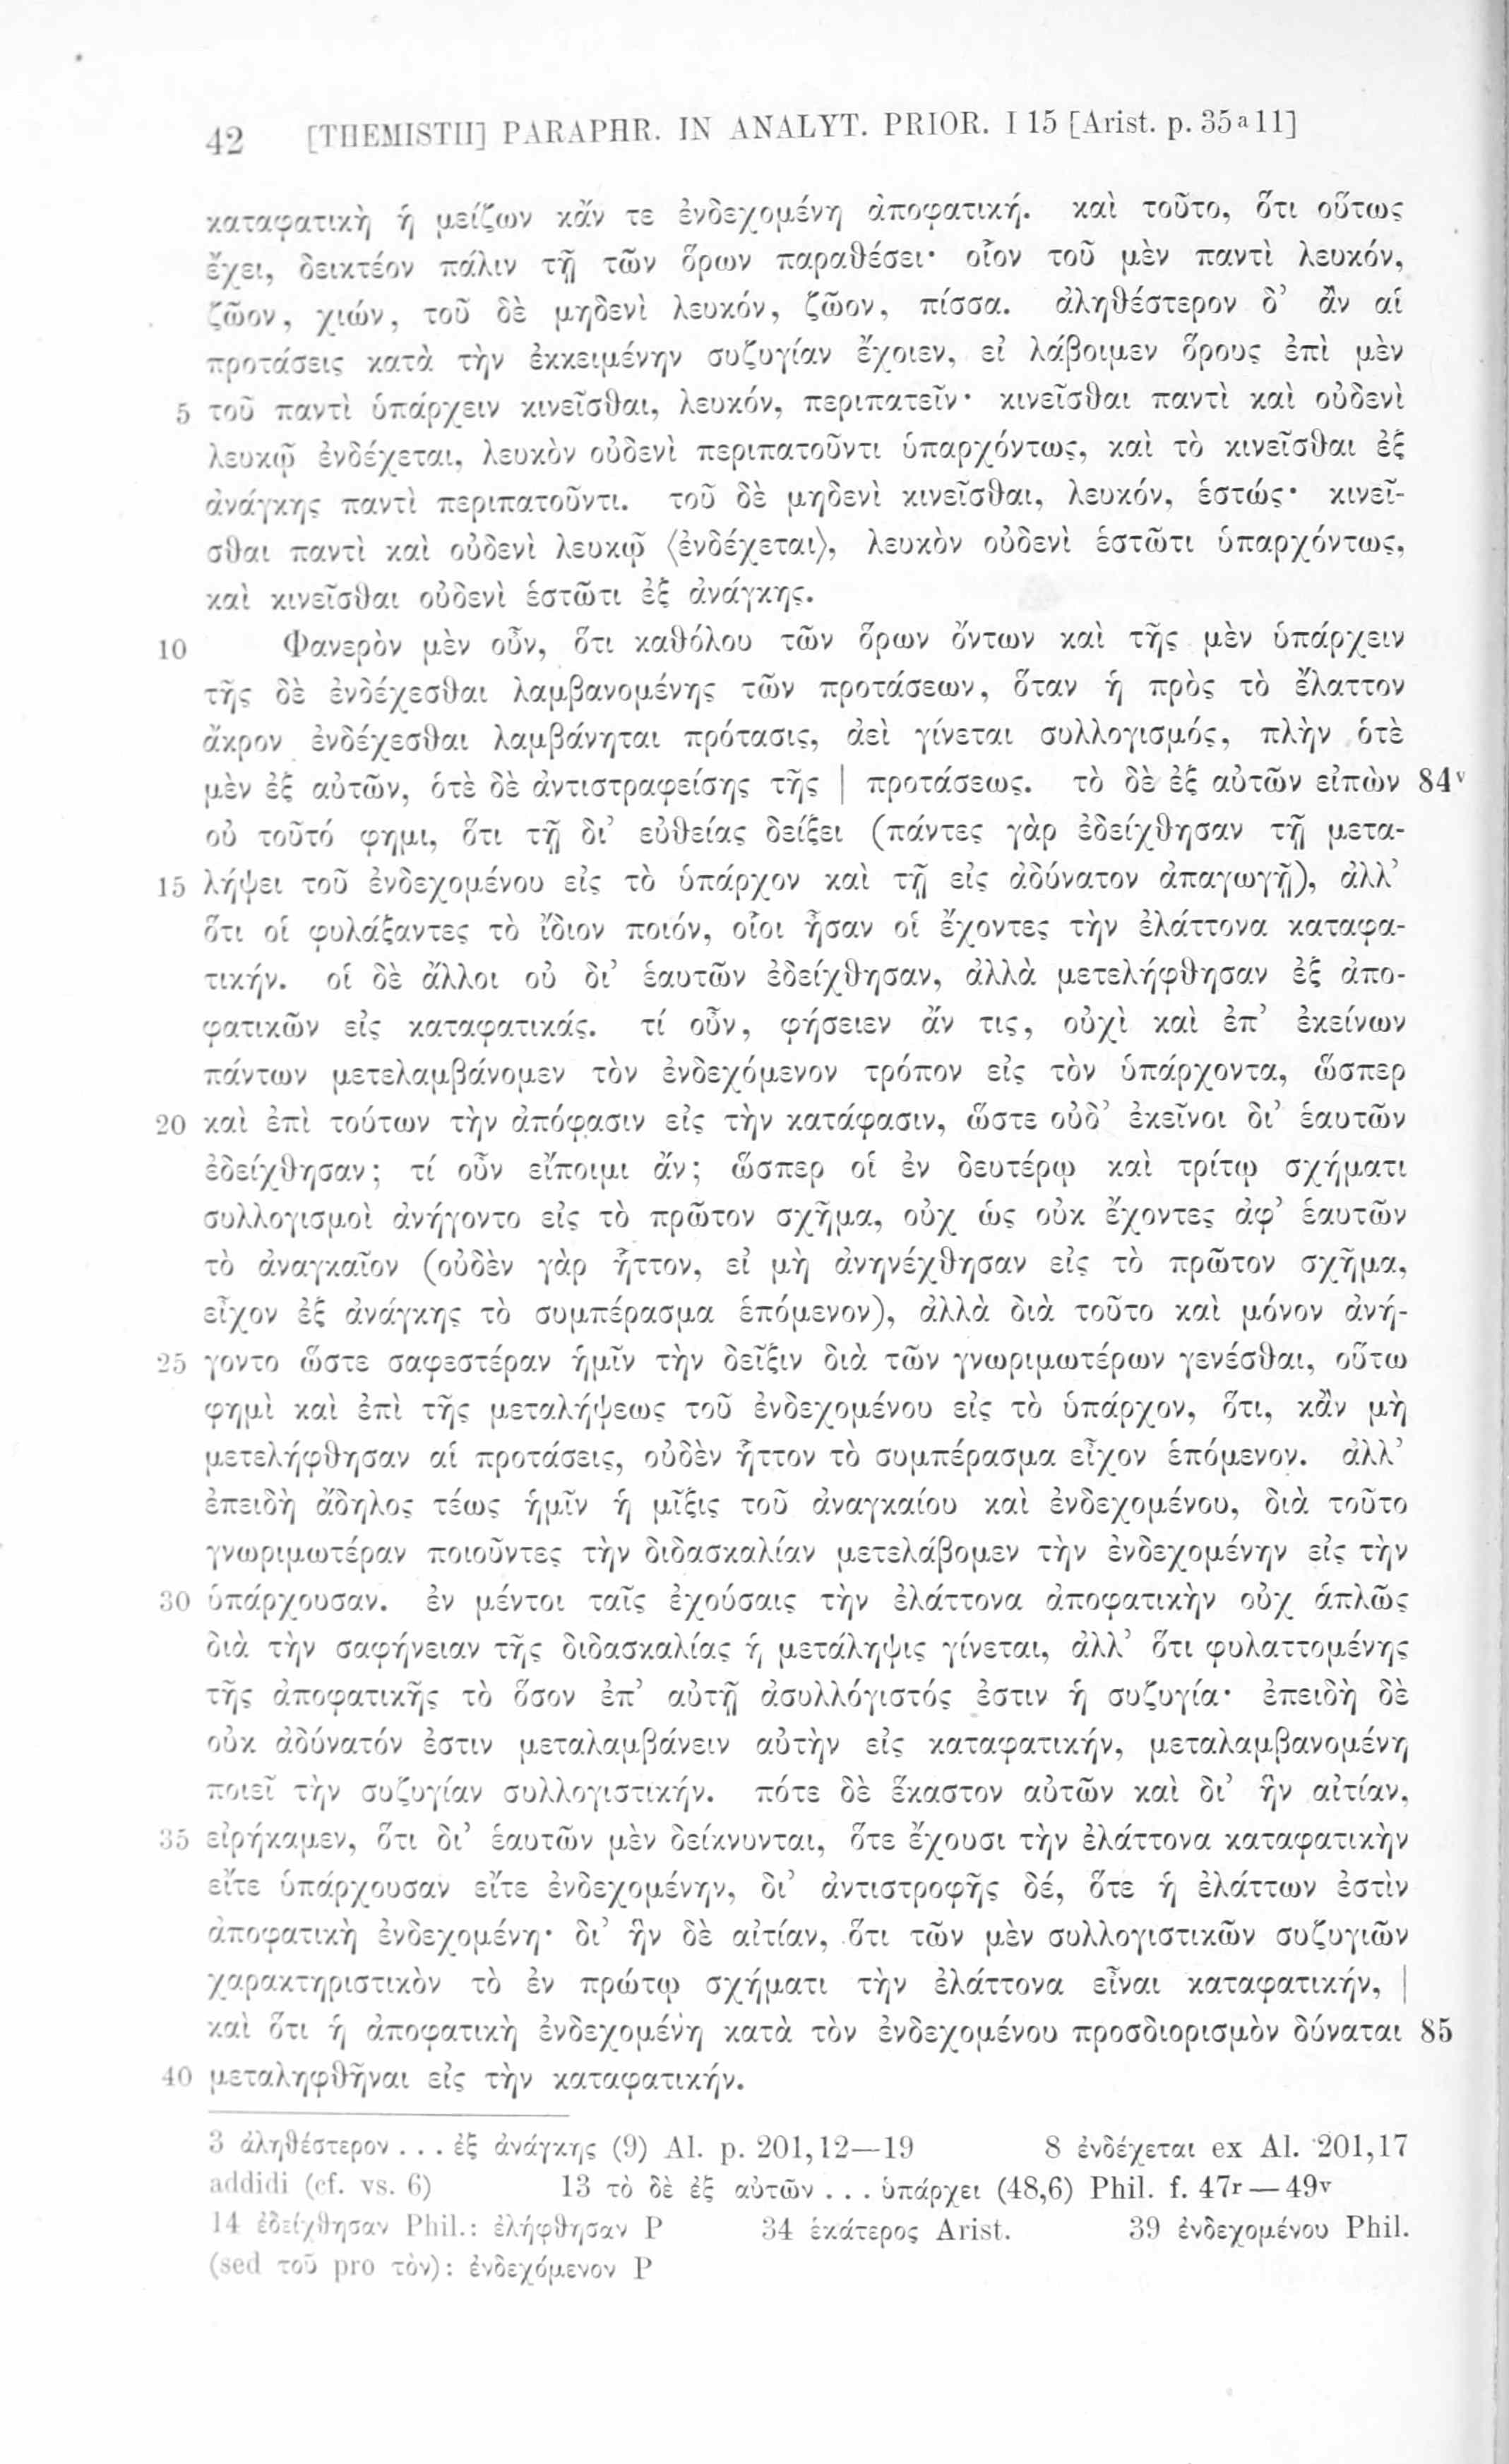 42 [THEMISTII] PARAPHR. IN ANALYT. PRIOR. I 15 [Arist. p. 35ᵃ11]
καταφατικὴ ἡ μείζων κἄν τε ἐνδεχομένη ἀποφατική. καὶ τοῦτο, ὅτι οὕτως
ἔχει, δεικτέον πάλιν τῇ τῶν ὅρων παραθέσει· οἷον τοῦ μὲν παντὶ λευκόν,
ζῶον, χιών, τοῦ δὲ μηδενὶ λευκόν, ζῶον, πίσσα. ἀληθέστερον δ’ ἂν αἱ
προτάσεις κατὰ τὴν ἐκκειμένην συζυγίαν ἔχοιεν, εἰ λάβοιμεν ὅρους ἐπὶ μὲν
5 τοῦ παντὶ ὑπάρχειν κινεῖσθαι, λευκόν, περιπατεῖν· κινεῖσθαι παντὶ καὶ οὐδενὶ
λευκῷ ἐνδέχεται, λευκὸν οὐδενὶ περιπατοῦντι ὑπαρχόντως, καὶ τὸ κινεῖσθαι ἐξ
ἀνάγκης παντὶ περιπατοῦντι. τοῦ δὲ μηδενὶ κινεῖσθαι, λευκόν, ἑστώς· κινεῖ-
σθαι παντὶ καὶ οὐδενὶ λευκῷ ⟨ἐνδέχεται⟩, λευκὸν οὐδενὶ ἑστῶτι ὑπαρχόντως,
καὶ κινεῖσθαι οὐδενὶ ἑστῶτι ἐξ ἀνάγκης.
10 Φανερὸν μὲν οὖν, ὅτι καθόλου τῶν ὅρων ὄντων καὶ τῆς μὲν ὑπάρχειν
τῆς δὲ ἐνδέχεσθαι λαμβανομένης τῶν προτάσεων, ὅταν ἡ πρὸς τὸ ἔλαττον
ἄκρον ἐνδέχεσθαι λαμβάνηται πρότασις, ἀεὶ γίνεται συλλογισμός, πλὴν ὁτὲ
μὲν ἐξ αὐτῶν, ὁτὲ δὲ ἀντιστραφείσης τῆς | προτάσεως. τὸ δὲ ἐξ αὐτῶν εἰπὼν 84ᵛ
οὐ τοῦτό φημι, ὅτι τῇ δι’ εὐθείας δείξει (πάντες γὰρ ἐδείχθησαν τῇ μετα-
15 λήψει τοῦ ἐνδεχομένου εἰς τὸ ὑπάρχον καὶ τῇ εἰς ἀδύνατον ἀπαγωγῇ), ἀλλ’
ὅτι οἱ φυλάξαντες τὸ ἴδιον ποιόν, οἷοι ἦσαν οἱ ἔχοντες τὴν ἐλάττονα καταφα-
τικήν. οἱ δὲ ἄλλοι οὐ δι’ ἑαυτῶν ἐδείχθησαν, ἀλλὰ μετελήφθησαν ἐξ ἀπο-
φατικῶν εἰς καταφατικάς. τί οὖν, φήσειεν ἄν τις, οὐχὶ καὶ ἐπ’ ἐκείνων
πάντων μετελαμβάνομεν τὸν ἐνδεχόμενον τρόπον εἰς τὸν ὑπάρχοντα, ὥσπερ
20 καὶ ἐπὶ τούτων τὴν ἀπόφασιν εἰς τὴν κατάφασιν, ὥστε οὐδ’ ἐκεῖνοι δι’ ἑαυτῶν
ἐδείχθησαν; τί οὖν εἴποιμι ἄν; ὥσπερ οἱ ἐν δευτέρῳ καὶ τρίτῳ σχήματι
συλλογισμοὶ ἀνήγοντο εἰς τὸ πρῶτον σχῆμα, οὐχ ὡς οὐκ ἔχοντες ἀφ’ ἑαυτῶν
τὸ ἀναγκαῖον (οὐδὲν γὰρ ἧττον, εἰ μὴ ἀνηνέχθησαν εἰς τὸ πρῶτον σχῆμα,
εἶχον ἐξ ἀνάγκης τὸ συμπέρασμα ἑπόμενον), ἀλλὰ διὰ τοῦτο καὶ μόνον ἀνή-
25 γοντο ὥστε σαφεστέραν ἡμῖν τὴν δεῖξιν διὰ τῶν γνωριμωτέρων γενέσθαι, οὕτω
φημὶ καὶ ἐπὶ τῆς μεταλήψεως τοῦ ἐνδεχομένου εἰς τὸ ὑπάρχον, ὅτι, κἂν μὴ
μετελήφθησαν αἱ προτάσεις, οὐδὲν ἧττον τὸ συμπέρασμα εἶχον ἑπόμενον. ἀλλ’
ἐπειδὴ ἄδηλος τέως ἡμῖν ἡ μῖξις τοῦ ἀναγκαίου καὶ ἐνδεχομένου, διὰ τοῦτο
γνωριμωτέραν ποιοῦντες τὴν διδασκαλίαν μετελάβομεν τὴν ἐνδεχομένην εἰς τὴν
30 ὑπάρχουσαν. ἐν μέντοι ταῖς ἐχούσαις τὴν ἐλάττονα ἀποφατικὴν οὐχ ἁπλῶς
διὰ τὴν σαφήνειαν τῆς διδασκαλίας ἡ μετάληψις γίνεται, ἀλλ’ ὅτι φυλαττομένης
τῆς ἀποφατικῆς τὸ ὅσον ἐπ’ αὐτῇ ἀσυλλόγιστός ἐστιν ἡ συζυγία· ἐπειδὴ δὲ
οὐκ ἀδύνατόν ἐστιν μεταλαμβάνειν αὐτὴν εἰς καταφατικήν, μεταλαμβανομένη
ποιεῖ τὴν συζυγίαν συλλογιστικήν. πότε δὲ ἕκαστον αὐτῶν καὶ δι’ ἣν αἰτίαν,
35 εἰρήκαμεν, ὅτι δι’ ἑαυτῶν μὲν δείκνυνται, ὅτε ἔχουσι τὴν ἐλάττονα καταφατικὴν
εἴτε ὑπάρχουσαν εἴτε ἐνδεχομένην, δι’ ἀντιστροφῆς δέ, ὅτε ἡ ἐλάττων ἐστὶν
ἀποφατικὴ ἐνδεχομένη· δι’ ἣν δὲ αἰτίαν, ὅτι τῶν μὲν συλλογιστικῶν συζυγιῶν
χαρακτηριστικὸν τὸ ἐν πρώτῳ σχήματι τὴν ἐλάττονα εἶναι καταφατικήν, |
καὶ ὅτι ἡ ἀποφατικὴ ἐνδεχομένη κατὰ τὸν ἐνδεχομένου προσδιορισμὸν δύναται 85
40 μεταληφθῆναι εἰς τὴν καταφατικήν.
3 ἀληθέστερον . . . ἐξ ἀνάγκης (9) Al. p. 201,12—19 8 ἐνδέχεται ex Al. 201,17
addidi (cf. vs. 6) 13 τὸ δὲ ἐξ αὐτῶν . . . ὑπάρχει (48,6) Phil. f. 47r — 49v
14 ἐδείχθησαν Phil.: ἐλήφθησαν P 34 ἑκάτερος Arist. 39 ἐνδεχομένου Phil.
(sed τοῦ pro τὸν): ἐνδεχόμενον P